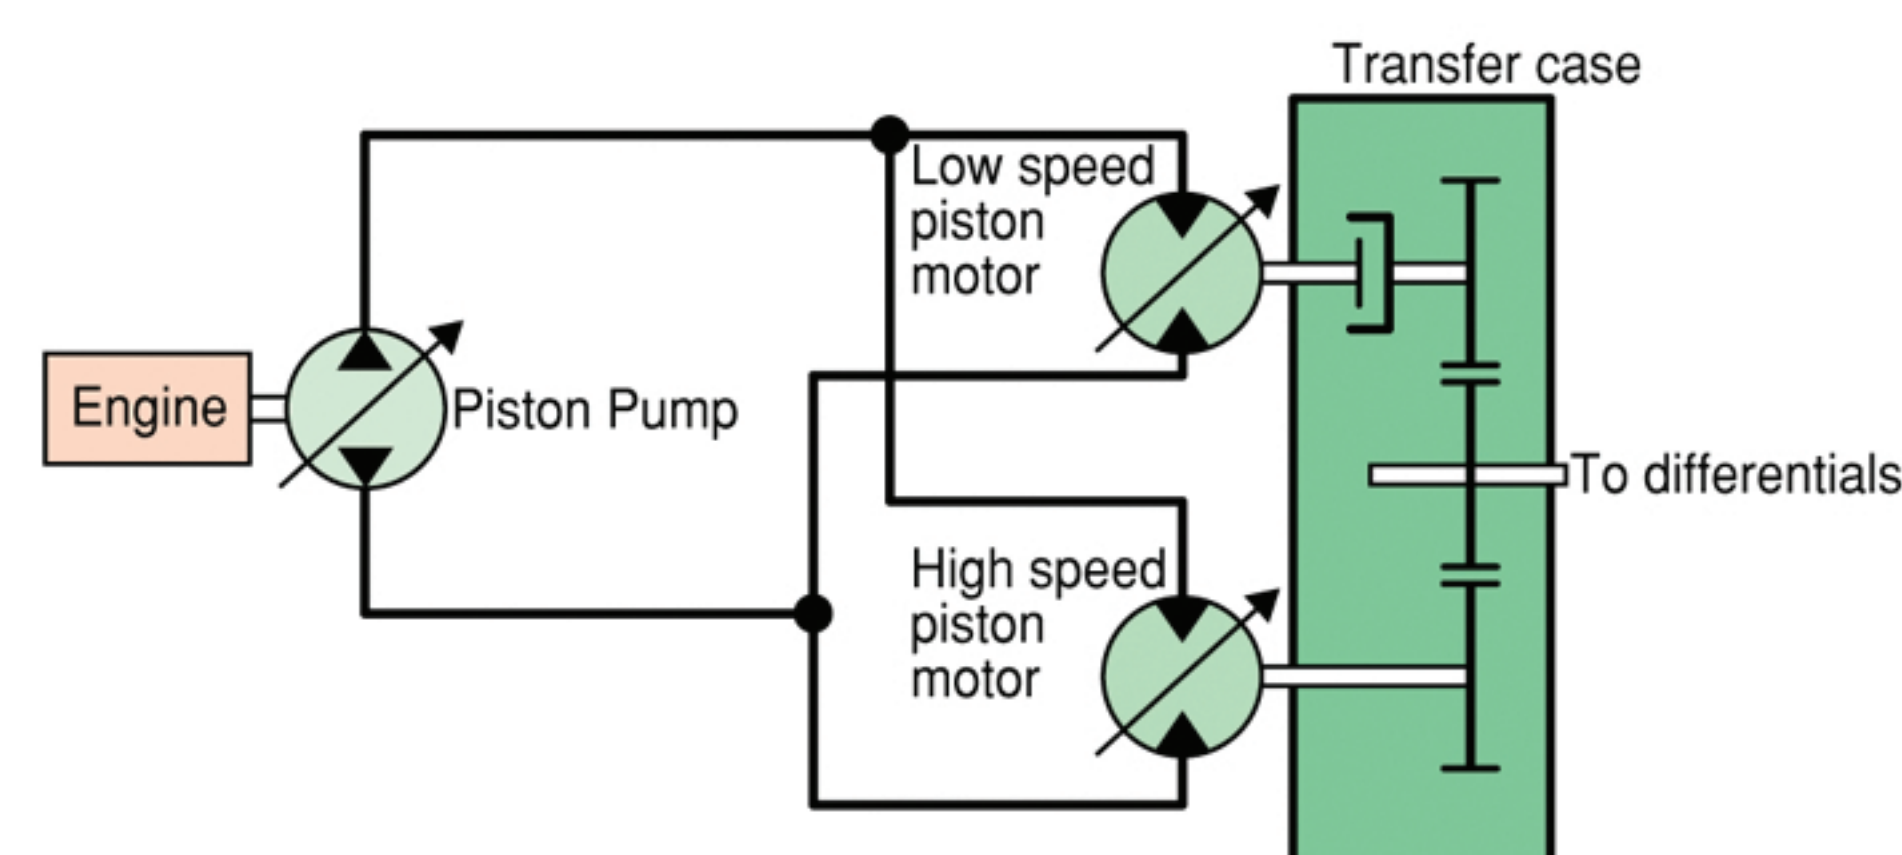 Transfer case
Low speed
piston
motor
Engine
Piston Pump
To differentials
High speed
piston
motor